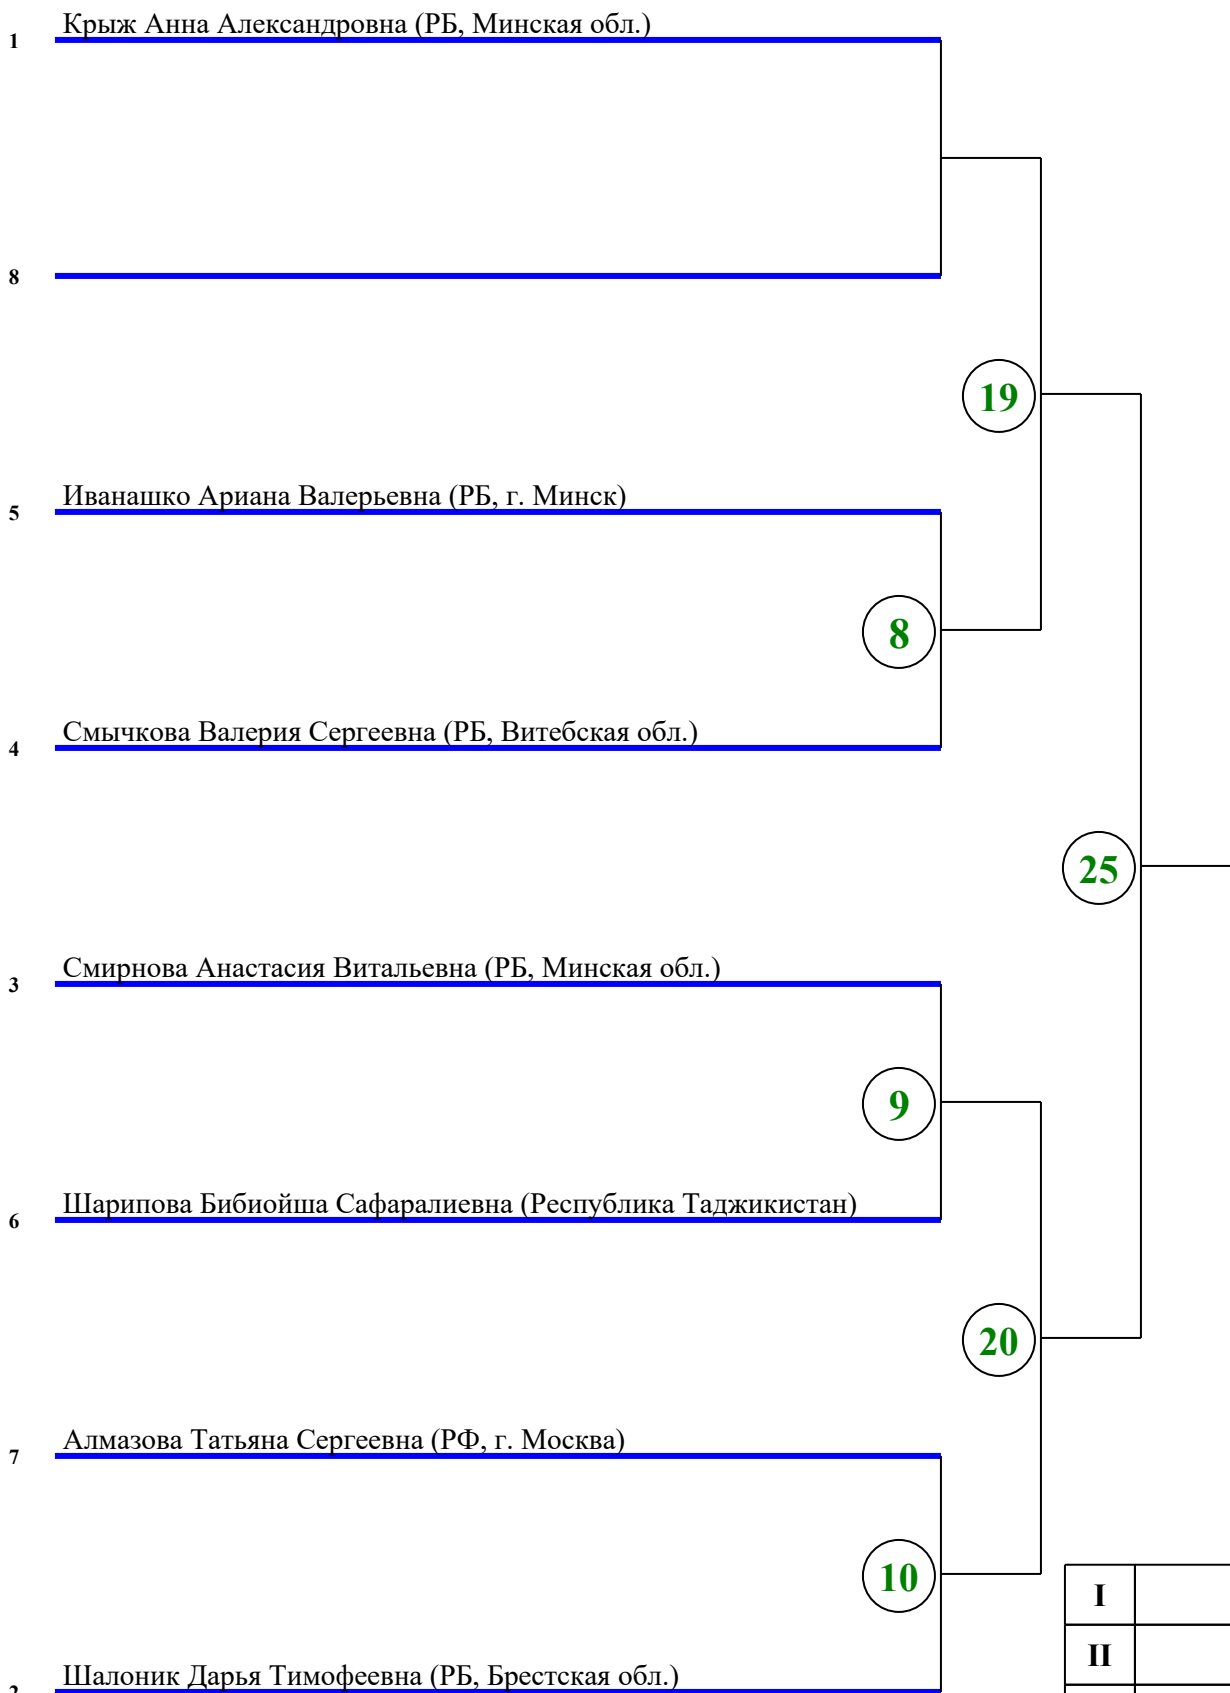 Крыж Анна Александровна (РБ, Минская обл.)
1
8
19
Иванашко Ариана Валерьевна (РБ, г. Минск)
5
8
Смычкова Валерия Сергеевна (РБ, Витебская обл.)
4
25
Смирнова Анастасия Витальевна (РБ, Минская обл.)
3
9
Шарипова Бибиойша Сафаралиевна (Республика Таджикистан)
6
20
Алмазова Татьяна Сергеевна (РФ, г. Москва)
7
10
I
II
Шалоник Дарья Тимофеевна (РБ, Брестская обл.)
2